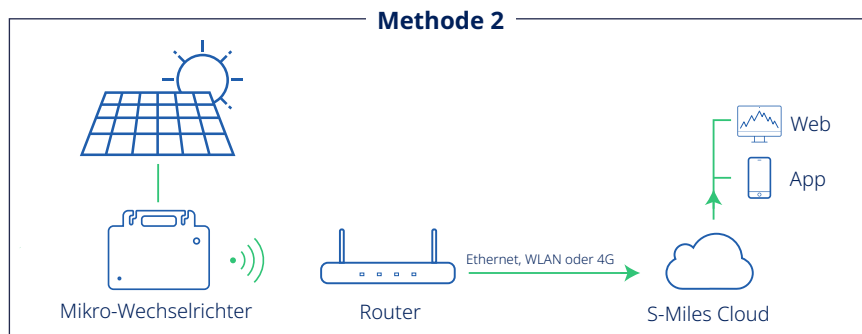 Methode 2
Web
App
Ethernet, WLAN oder 4G
Mikro-Wechselrichter
Router
S-Miles Cloud